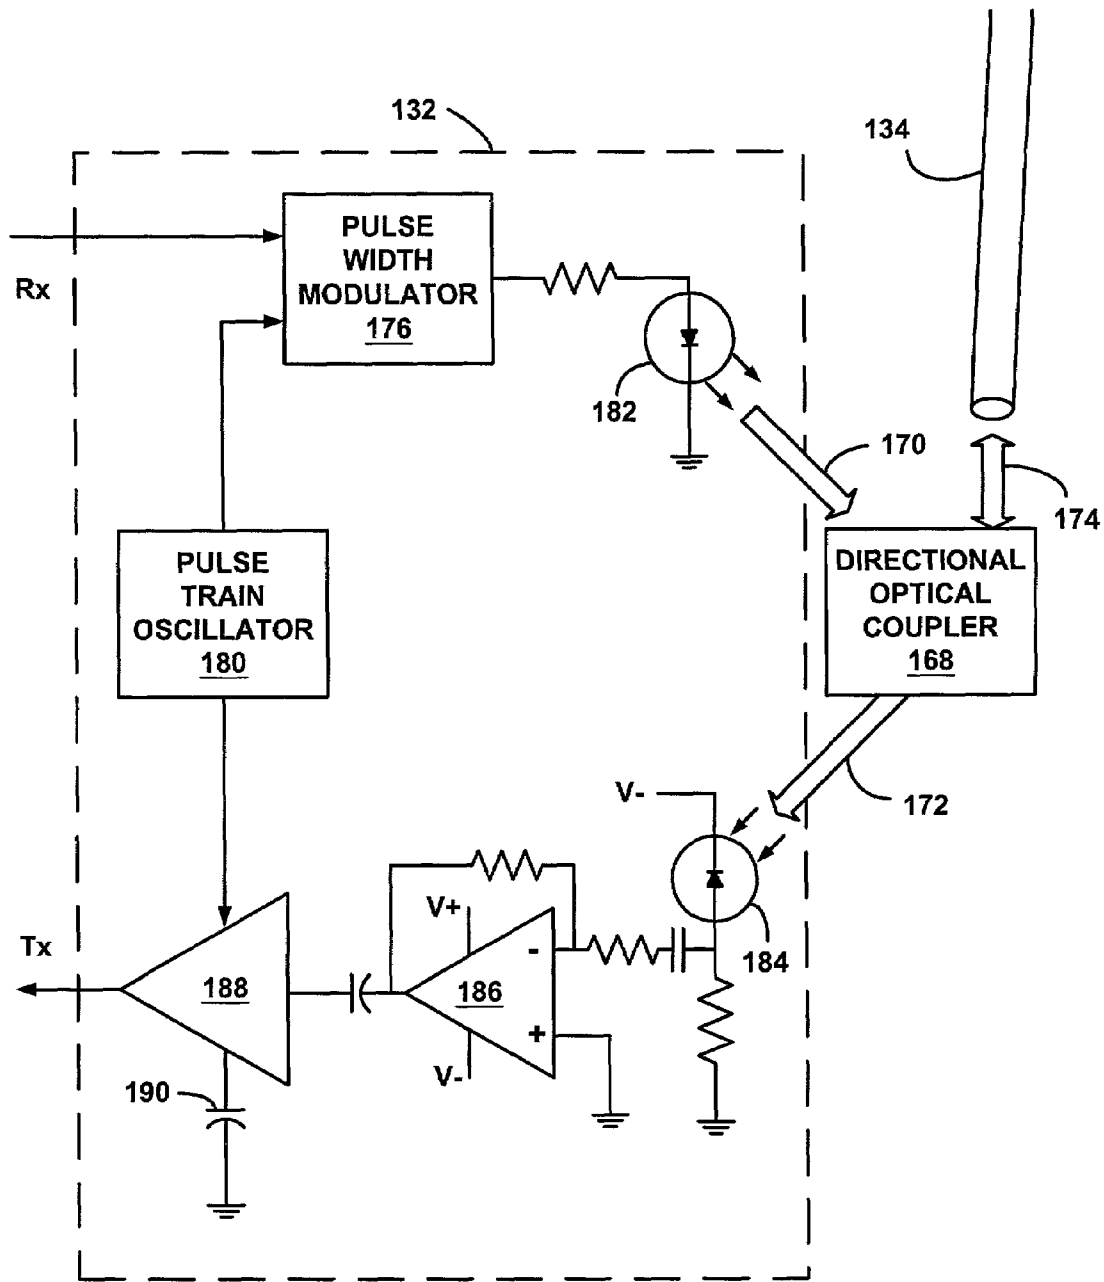 132
134
PULSE
WIDTH
MODULATOR
176
Rx
182
170
174
PULSE
TRAIN
OSCILLATOR
180
DIRECTIONAL
OPTICAL
COUPLER
168
V-
172
V+
Tx
-
184
188
186
+
V-
190